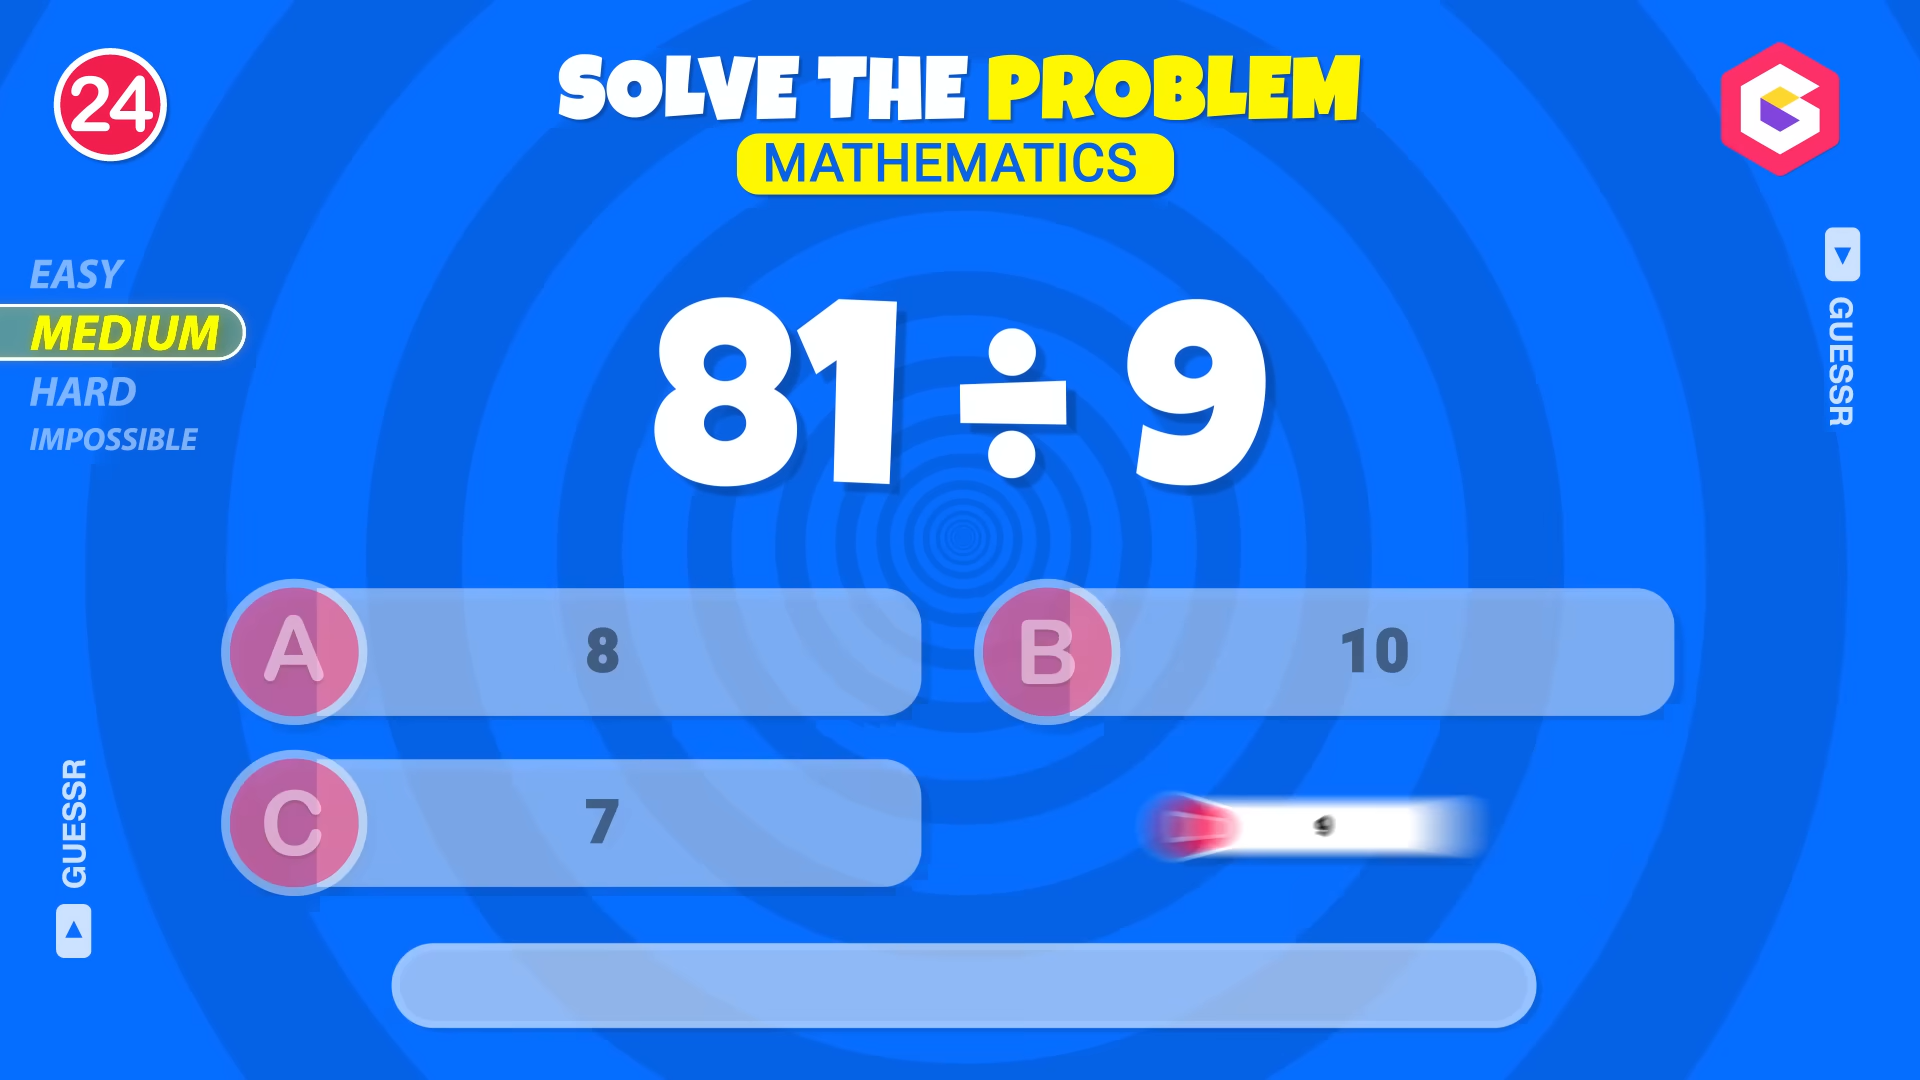 24
SOLVE THE PROBLEM
MATHEMATICS
EASY
MEDIUM
HARD
IMPOSSIBLE
81 ÷ 9
GUESSR
A 8
B 10
C 7
GUESSR